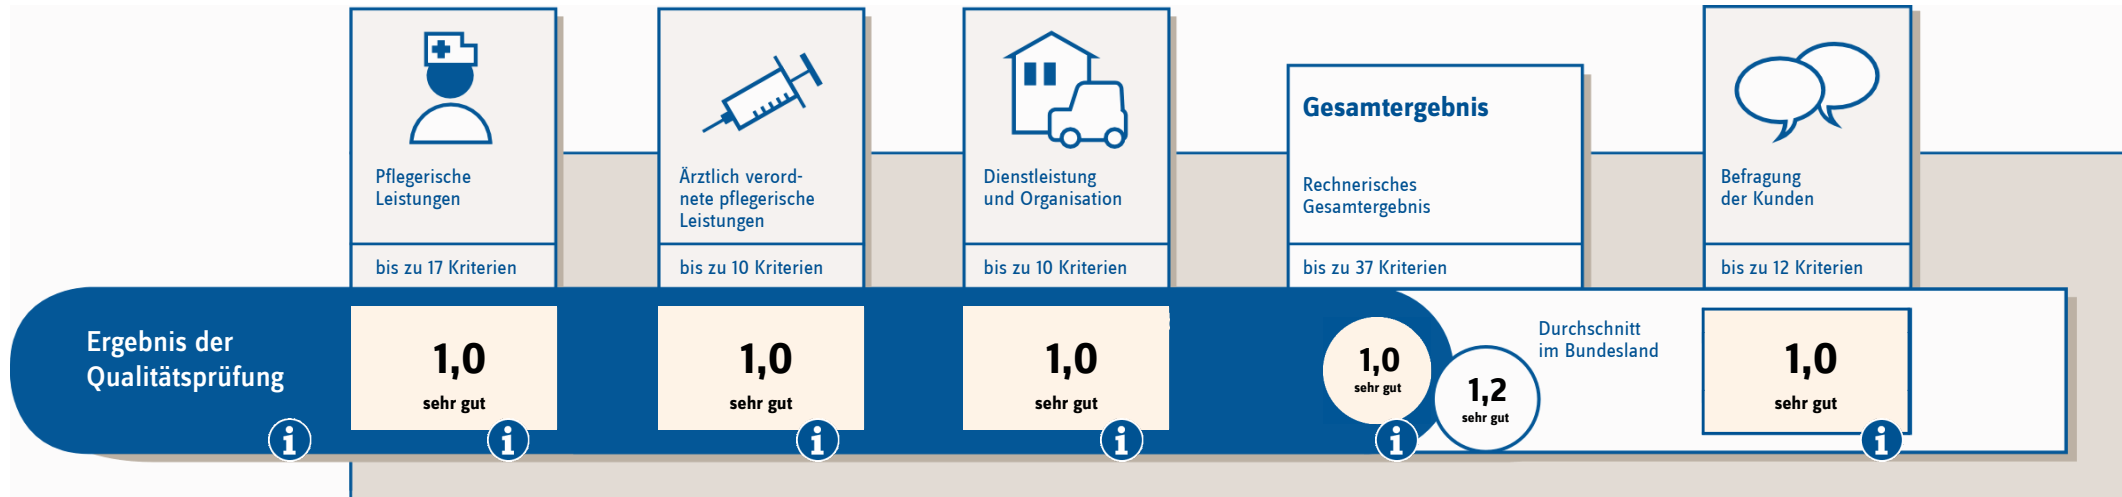 Pflegerische
Leistungen
bis zu 17 Kriterien
Ärztlich verord-
nete pflegerische
Leistungen
bis zu 10 Kriterien
Dienstleistung
und Organisation
bis zu 10 Kriterien
Gesamtergebnis
Rechnerisches
Gesamtergebnis
bis zu 37 Kriterien
Befragung
der Kunden
bis zu 12 Kriterien
Ergebnis der
Qualitätsprüfung
i
1,0
sehr gut
i
1,0
sehr gut
i
1,0
sehr gut
i
1,0
sehr gut
i
1,2
sehr gut
Durchschnitt
im Bundesland
1,0
sehr gut
i